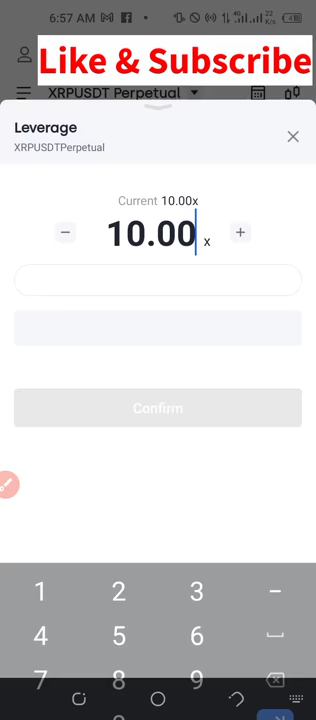 6:57 AM
Like & Subscribe
XRPUSDT Perpetual
Leverage
XRPUSDTPerpetual
Current 10.00x
− 10.00 x +
Confirm
1 2 3 −
4 5 6
7 8 9